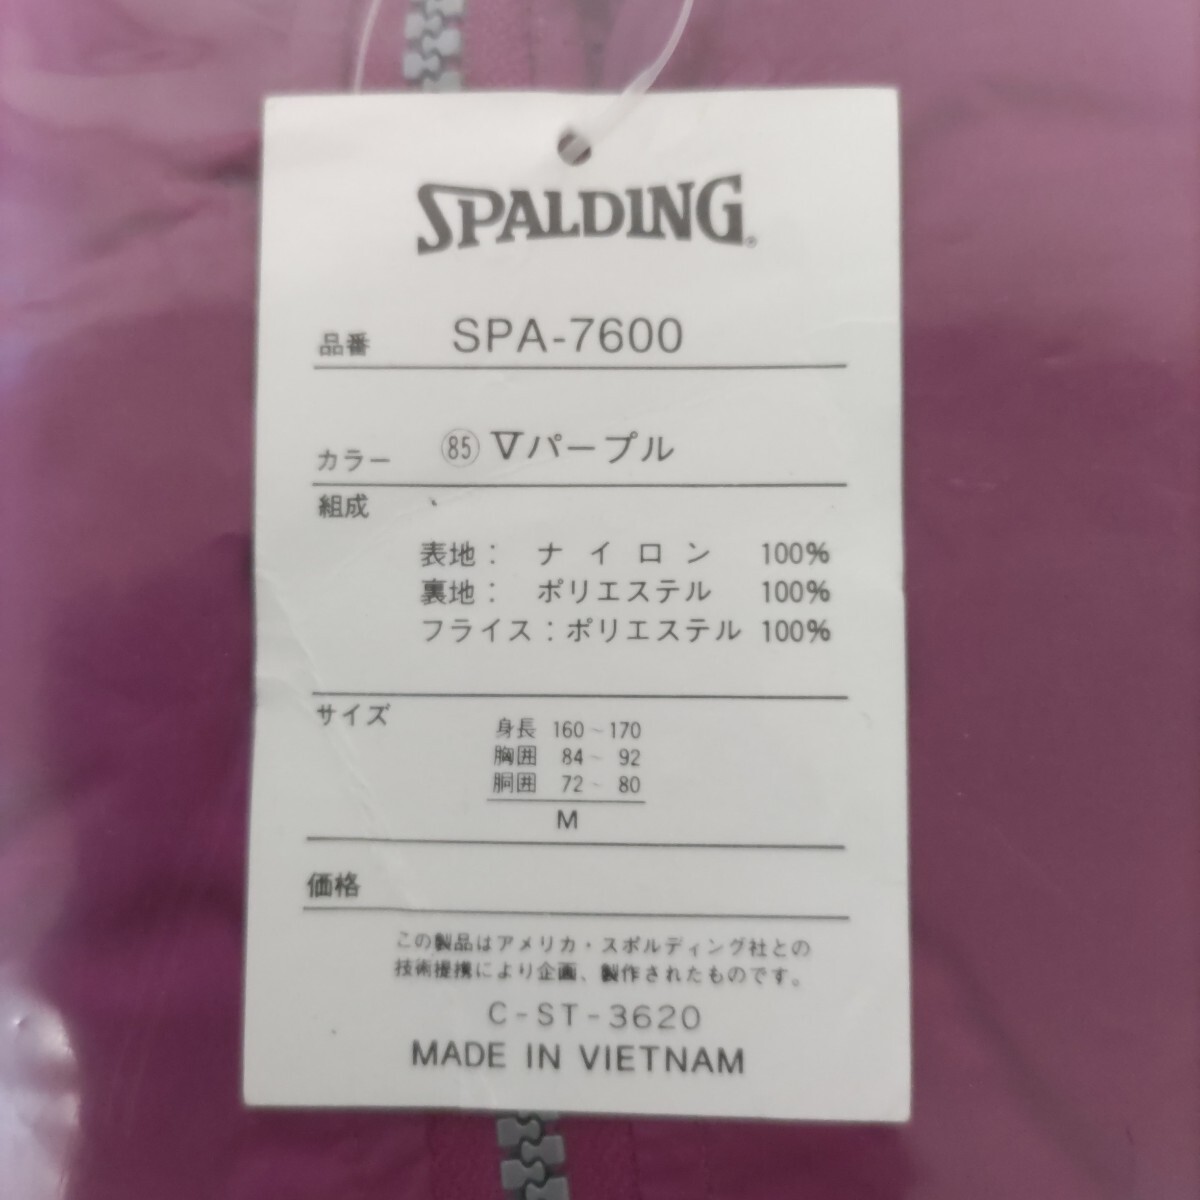 SPALDING®
品番 SPA-7600
カラー ㊅ Vパープル
組成
表地: ナイロン 100%
裏地: ポリエステル 100%
フライス: ポリエステル 100%
サイズ
身長 160~170
胸囲 84~92
胴囲 72~80
M
価格
この製品はアメリカ・スポルディング社との
技術提携により企画、製作されたものです。
C-ST-3620
MADE IN VIETNAM